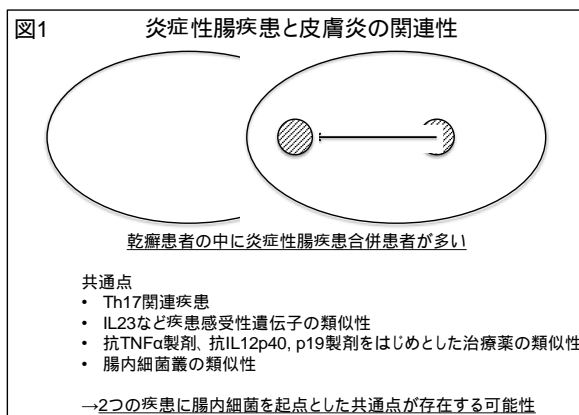 図1
炎症性腸疾患と皮膚炎の関連性
乾癬患者の中に炎症性腸疾患合併患者が多い
共通点
• Th17関連疾患
• IL23など疾患感受性遺伝子の類似性
• 抗TNFα製剤、抗IL12p40, p19製剤をはじめとした治療薬の類似性
• 腸内細菌叢の類似性
→2つの疾患に腸内細菌を起点とした共通点が存在する可能性